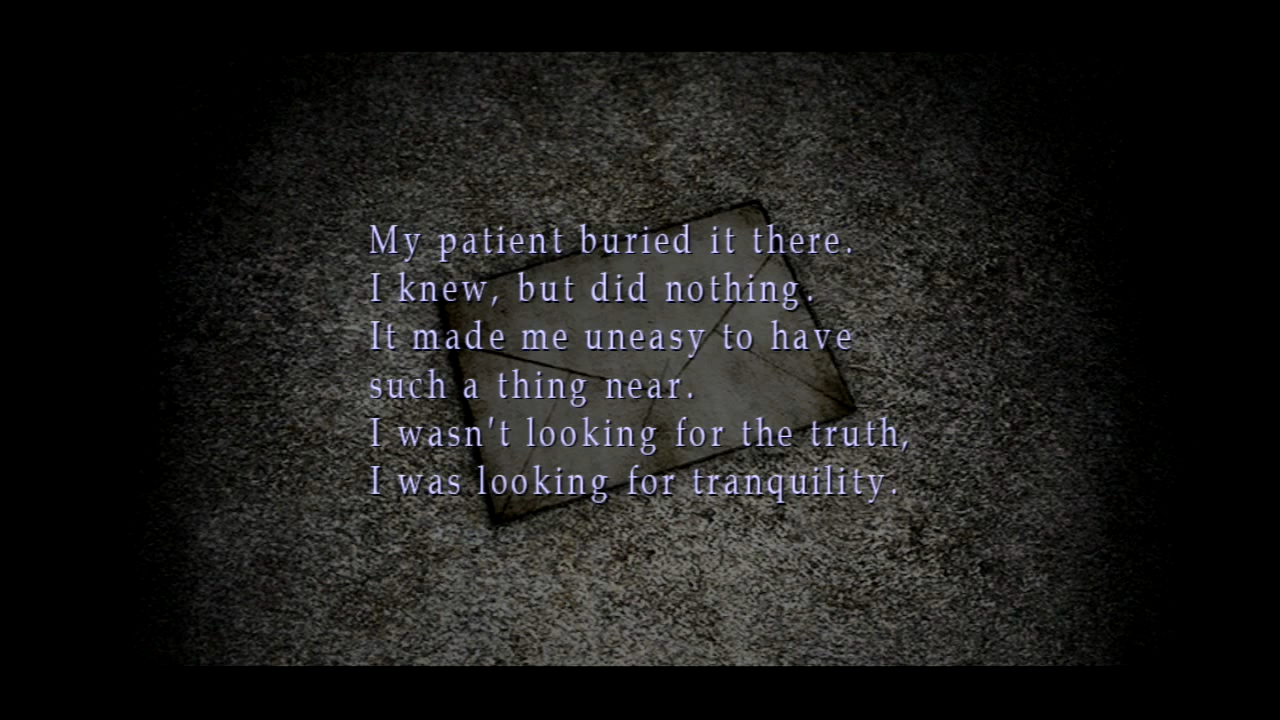 My patient buried it there.
I knew, but did nothing.
It made me uneasy to have
such a thing near.
I wasn't looking for the truth,
I was looking for tranquility.